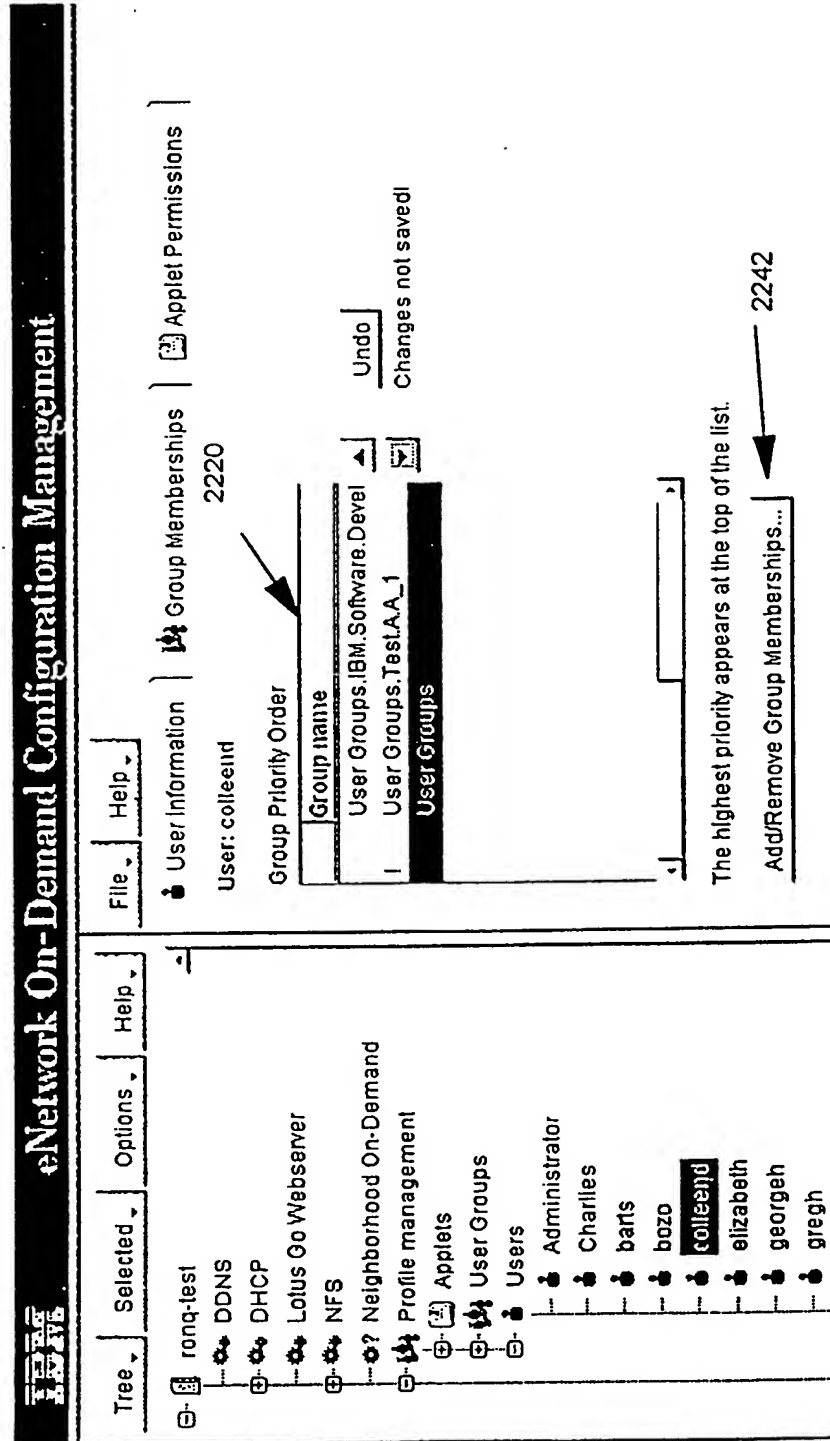 IBM eNetwork On-Demand Configuration Management
Tree Selected Options Help
ronq-test
DDNS
DHCP
Lotus Go Webserver
NFS
? Neighborhood On-Demand
Profile management
Applets
User Groups
Users
Administrator
Charlies
barts
bozo
colleend
elizabeth
georgeh
gregh
File Help
User Information Group Memberships Applet Permissions
User: colleend
2220
Group Priority Order
Group name
User Groups.IBM.Software.Devel
User Groups.Test.AA_1
User Groups
Undo
Changes not saved!
The highest priority appears at the top of the list.
Add/Remove Group Memberships...
2242